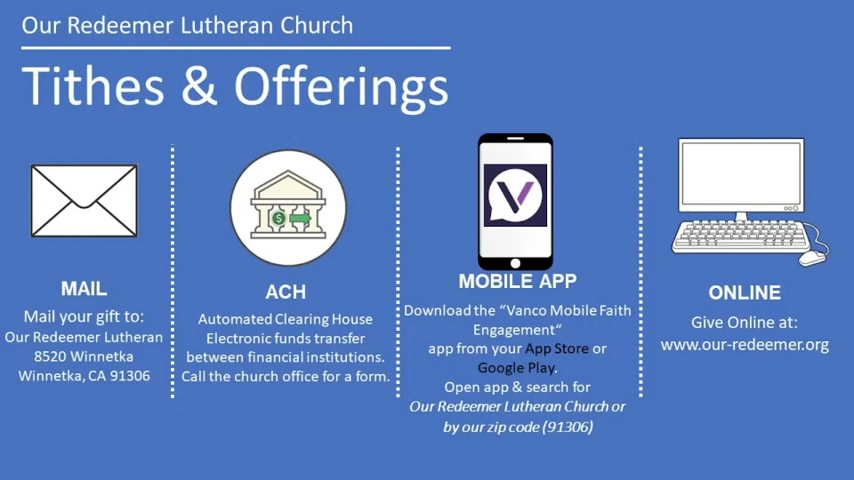 Our Redeemer Lutheran Church
Tithes & Offerings
MAIL
Mail your gift to:
Our Redeemer Lutheran
8520 Winnetka
Winnetka, CA 91306
ACH
Automated Clearing House
Electronic funds transfer
between financial institutions.
Call the church office for a form.
V
MOBILE APP
Download the “Vanco Mobile Faith
Engagement“
app from your App Store or
Google Play.
Open app & search for
Our Redeemer Lutheran Church or
by our zip code (91306)
ONLINE
Give Online at:
www.our-redeemer.org